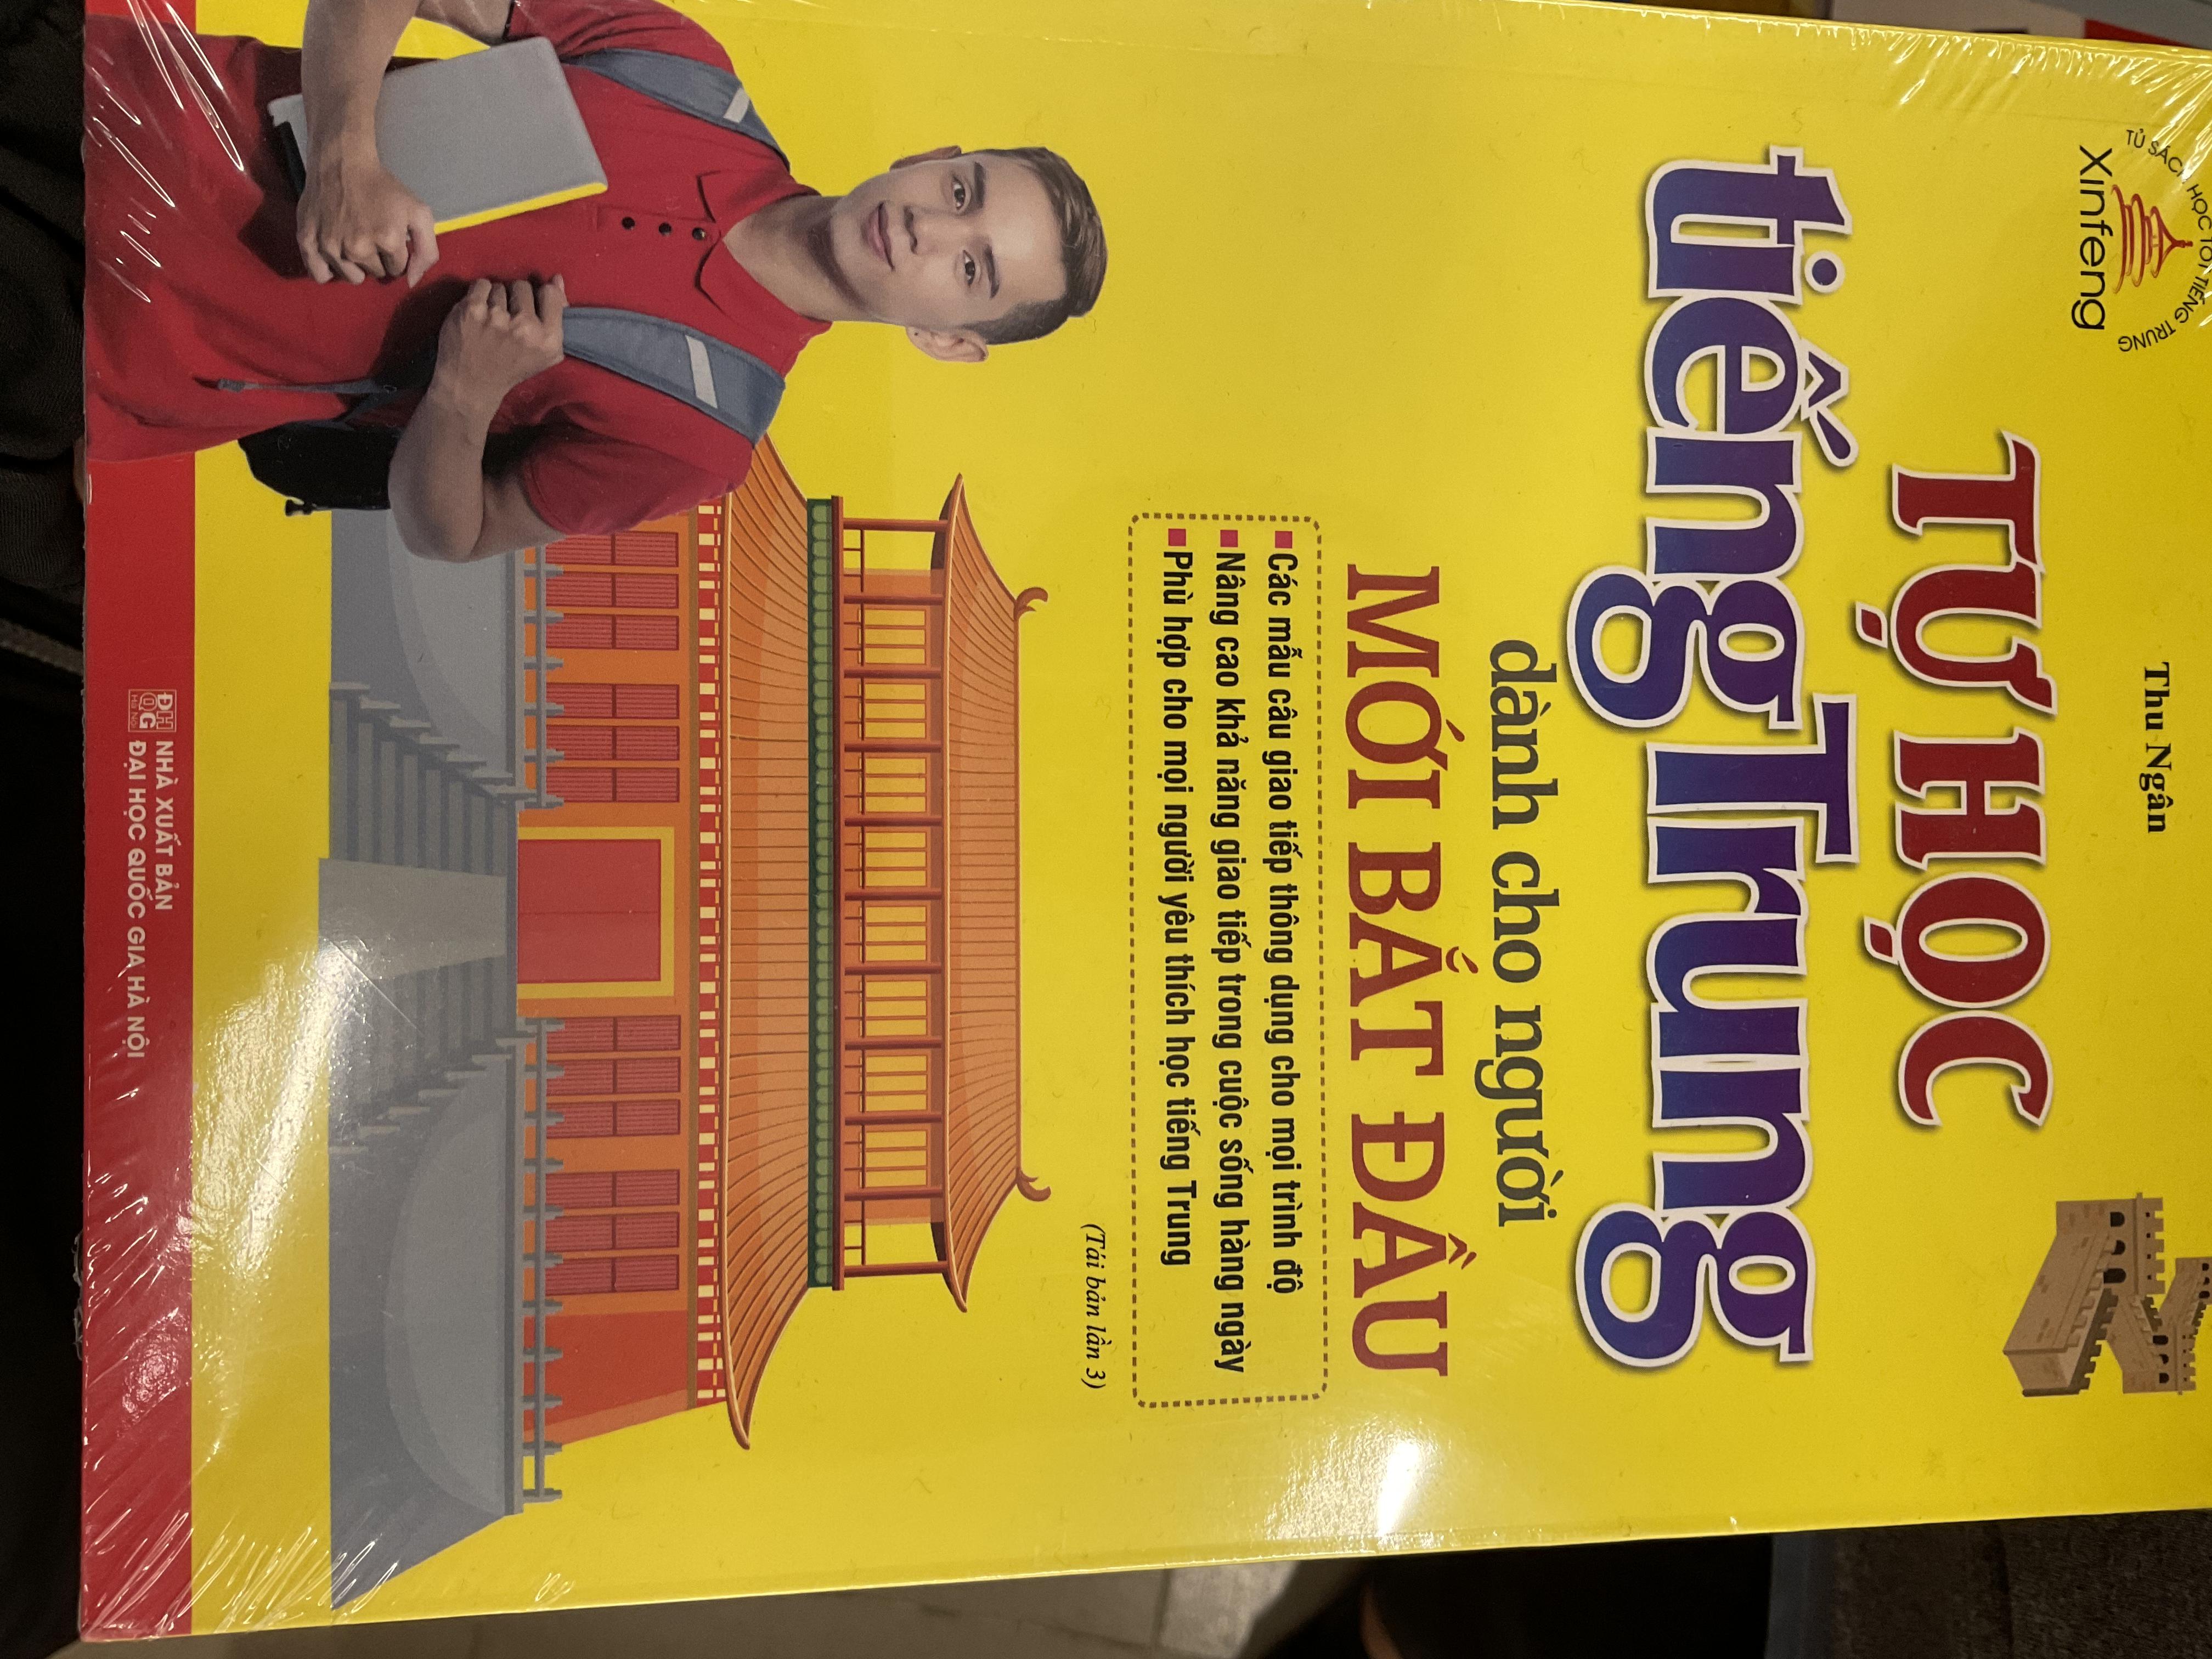 TỦ SÁCH HỌC TỐT TIẾNG TRUNG
Xinfeng
Thu Ngân
TỰ HỌC
tiếng Trung
dành cho người
MỚI BẮT ĐẦU
Các mẫu câu giao tiếp thông dụng cho mọi trình độ
Nâng cao khả năng giao tiếp trong cuộc sống hàng ngày
Phù hợp cho mọi người yêu thích học tiếng Trung
(Tái bản lần 3)
ĐHQG Hà Nội
NHÀ XUẤT BẢN
ĐẠI HỌC QUỐC GIA HÀ NỘI